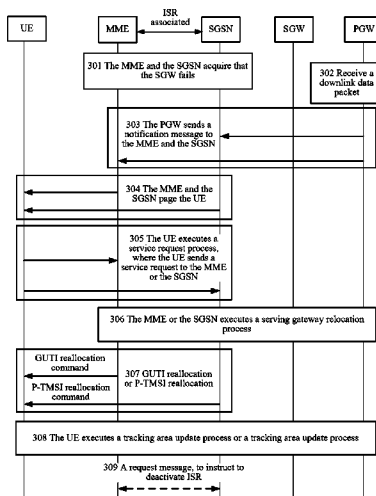 ISR
associated
UE
MME
SGSN
SGW
PGW
301 The MME and the SGSN acquire that
the SGW fails
302 Receive a
downlink data
packet
303 The PGW sends a
notification message to
the MME and the SGSN
304 The MME and the
SGSN page the UE
305 The UE executes a
service request process,
where the UE sends a
service request to the MME
or the SGSN
306 The MME or the SGSN executes a serving gateway relocation
process
GUTI reallocation
command
307 GUTI reallocation
or P-TMSI reallocation
P-TMSI reallocation
command
308 The UE executes a tracking area update process or a tracking area update process
309 A request message, to instruct to
deactivate ISR